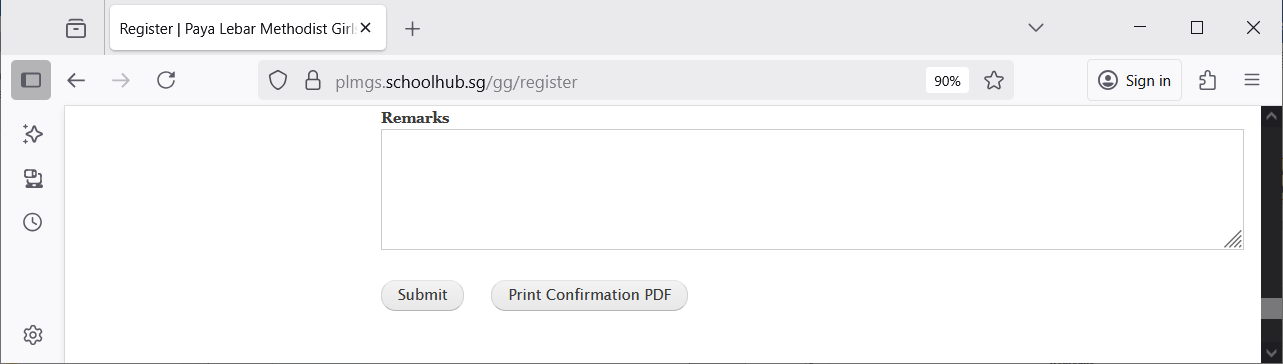 Register | Paya Lebar Methodist Girl
plmgs.schoolhub.sg/gg/register
90%
Sign in
Remarks
Submit
Print Confirmation PDF